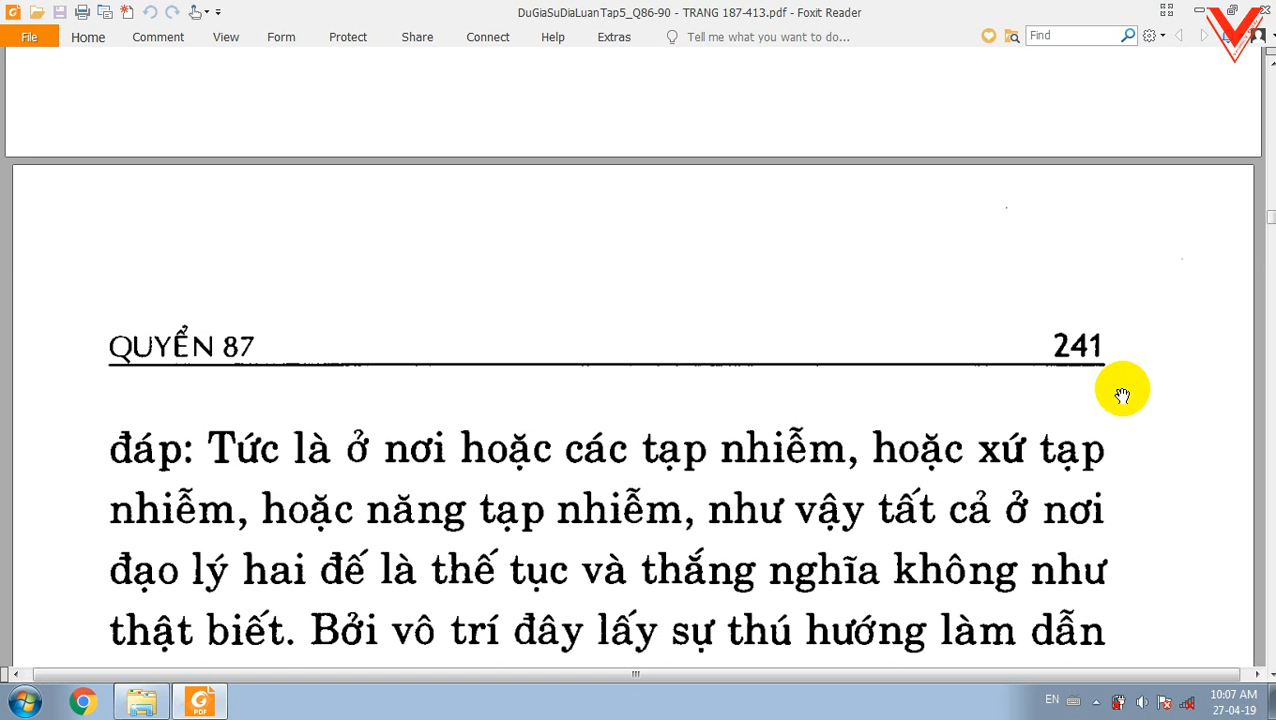 DuGiaSuDiaLuanTap5_Q86-90 - TRANG 187-413.pdf - Foxit Reader
File Home Comment View Form Protect Share Connect Help Extras Tell me what you want to do... Find
QUYỂN 87 241
đáp: Tức là ở nơi hoặc các tạp nhiễm, hoặc xứ tạp
nhiễm, hoặc năng tạp nhiễm, như vậy tất cả ở nơi
đạo lý hai đế là thế tục và thắng nghĩa không như
thật biết. Bởi vô trí đây lấy sự thú hướng làm dẫn
PDF
EN 10:07 AM
27-04-19